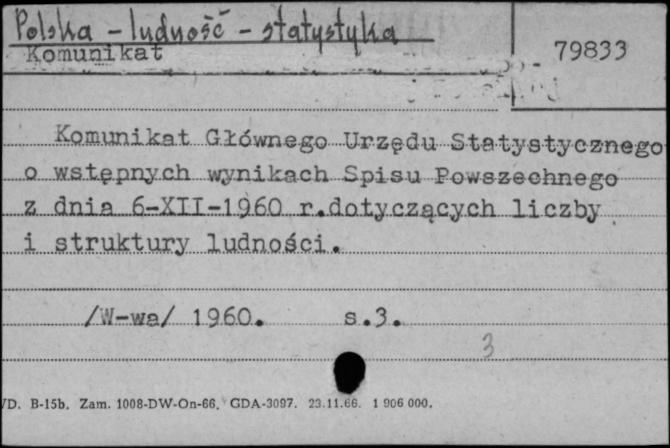 Polska - ludność - statystyka
Komunikat
79833
Komunikat Głównego Urzędu Statystycznego
o wstępnych wynikach Spisu Powszechnego
z dnia 6-XII-1960 r.dotyczących liczby
i struktury ludności.
/W-wa/ 1960. s.3.
3
/D. B-15b. Zam. 1008-DW-On-66. GDA-3097. 23.11.66. 1 906 000.